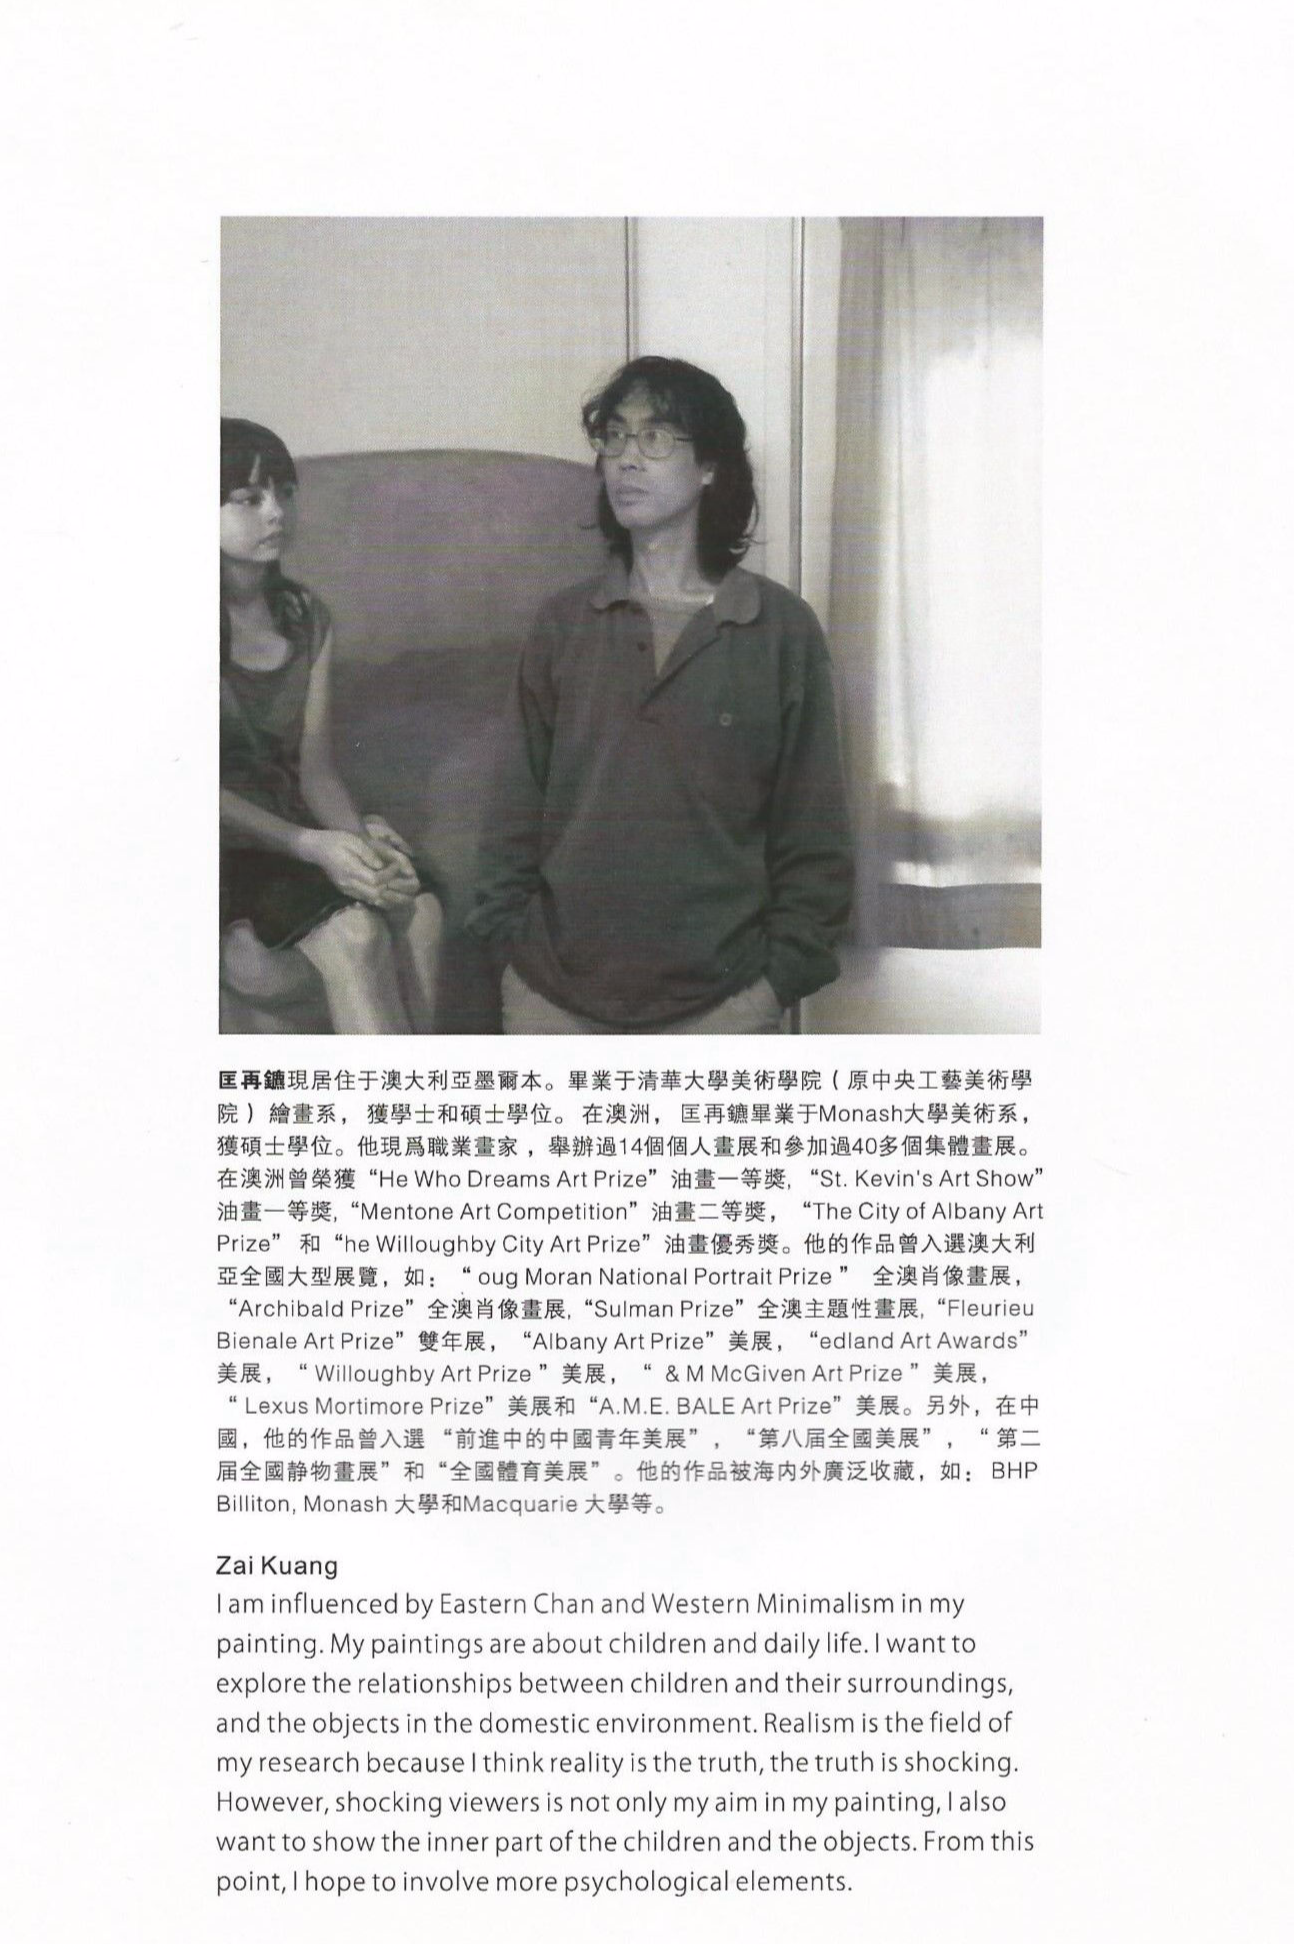 匡再鑣現居住于澳大利亞墨爾本。畢業于清華大學美術學院（原中央工藝美術學
院）繪畫系，獲學士和碩士學位。在澳洲，匡再鑣畢業于Monash大學美術系，
獲碩士學位。他現爲職業畫家，舉辦過14個個人畫展和參加過40多個集體畫展。
在澳洲曾榮獲“He Who Dreams Art Prize”油畫一等獎,“St. Kevin's Art Show”
油畫一等獎,“Mentone Art Competition”油畫二等獎，“The City of Albany Art
Prize” 和“he Willoughby City Art Prize”油畫優秀獎。他的作品曾入選澳大利
亞全國大型展覽，如：“ oug Moran National Portrait Prize ” 全澳肖像畫展，
“Archibald Prize”全澳肖像畫展,“Sulman Prize”全澳主題性畫展,“Fleurieu
Bienale Art Prize”雙年展，“Albany Art Prize”美展，“edland Art Awards”
美展，“ Willoughby Art Prize ”美展，“ & M McGiven Art Prize ”美展，
“ Lexus Mortimore Prize”美展和“A.M.E. BALE Art Prize”美展。另外，在中
國，他的作品曾入選 “前進中的中國青年美展”，“第八届全國美展”，“ 第二
届全國静物畫展”和“全國體育美展”。他的作品被海内外廣泛收藏，如：BHP
Billiton, Monash 大學和Macquarie 大學等。
Zai Kuang
I am influenced by Eastern Chan and Western Minimalism in my
painting. My paintings are about children and daily life. I want to
explore the relationships between children and their surroundings,
and the objects in the domestic environment. Realism is the field of
my research because I think reality is the truth, the truth is shocking.
However, shocking viewers is not only my aim in my painting, I also
want to show the inner part of the children and the objects. From this
point, I hope to involve more psychological elements.